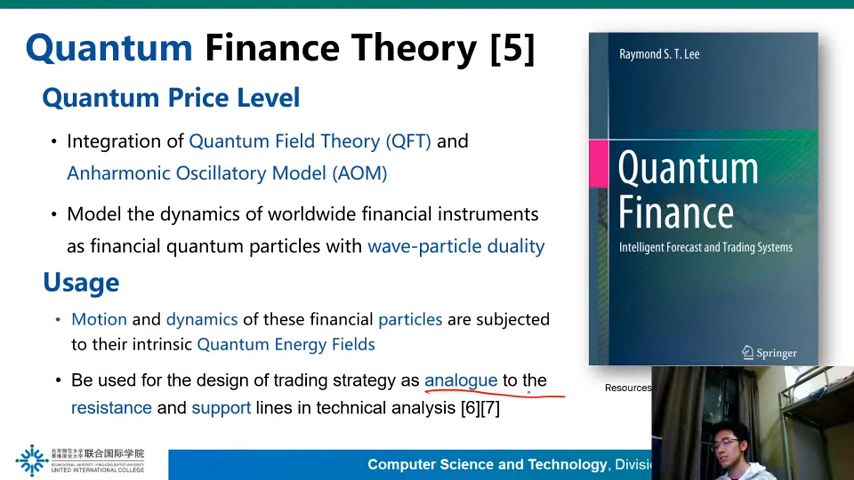 Quantum Finance Theory [5]
Quantum Price Level
• Integration of Quantum Field Theory (QFT) and
Anharmonic Oscillatory Model (AOM)
• Model the dynamics of worldwide financial instruments
as financial quantum particles with wave-particle duality
Usage
• Motion and dynamics of these financial particles are subjected
to their intrinsic Quantum Energy Fields
• Be used for the design of trading strategy as analogue to the
resistance and support lines in technical analysis [6][7]
Raymond S. T. Lee
Quantum
Finance
Intelligent Forecast and Trading Systems
Springer
Resources
联合国际学院
UNITED INTERNATIONAL COLLEGE
Computer Science and Technology, Divisi